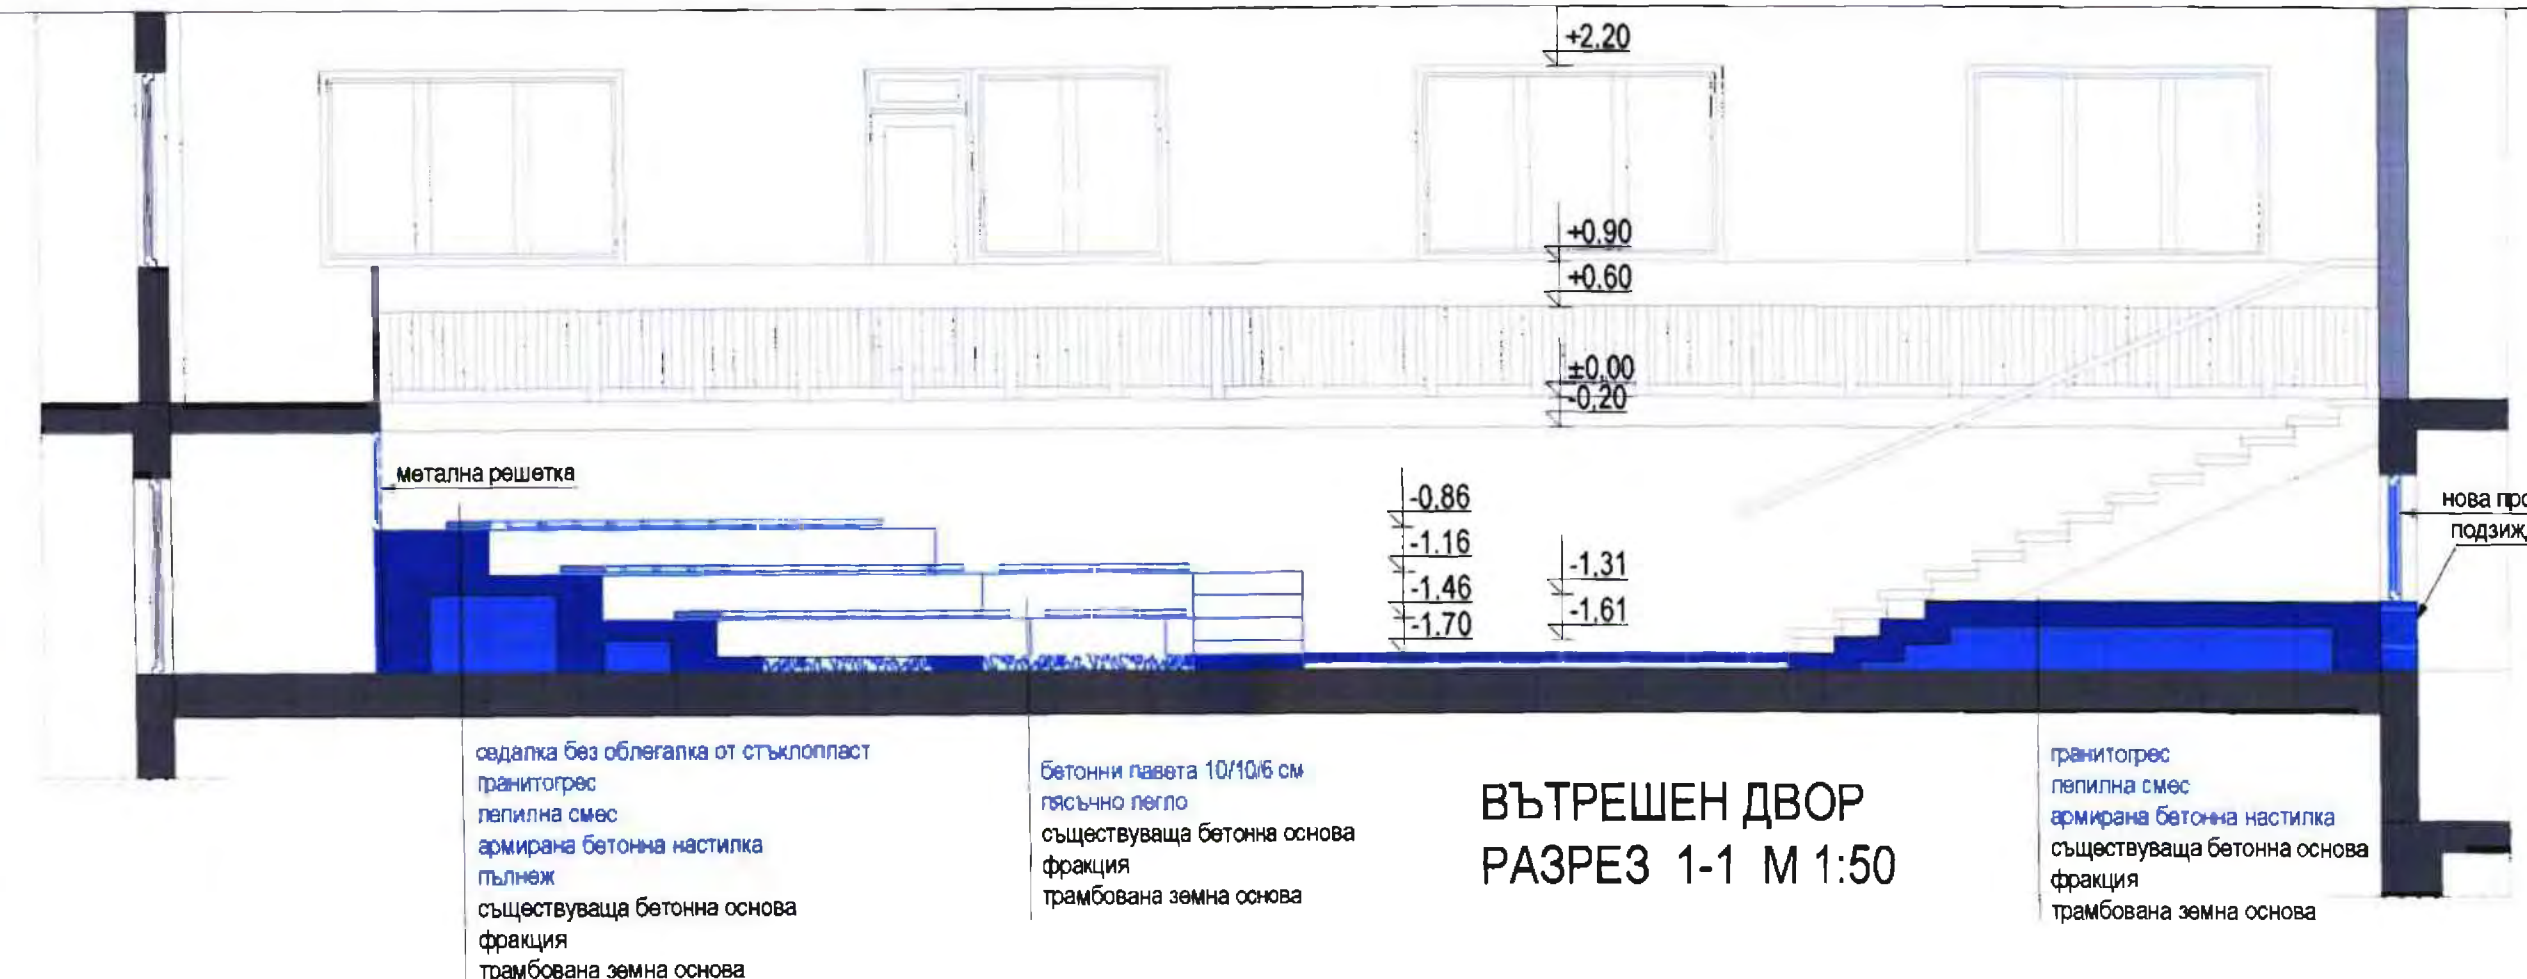 +2,20
+0,90
+0,60
±0,00
-0,20
метална решетка
-0,86
-1.16
-1,46
-1.70
-1,31
-1,61
нова
подзиж
седалка без облегалка от стъклопласт
гранитогрес
лепилна смес
армирана бетонна настилка
пълнеж
съществуваща бетонна основа
фракция
трамбована земна основа
бетонни павета 10/10/6 см
пясъчно легло
съществуваща бетонна основа
фракция
трамбована земна основа
ВЪТРЕШЕН ДВОР
РАЗРЕЗ 1-1 М 1:50
гранитогрес
лепилна смес
армирана бетонна настилка
съществуваща бетонна основа
фракция
трамбована земна основа